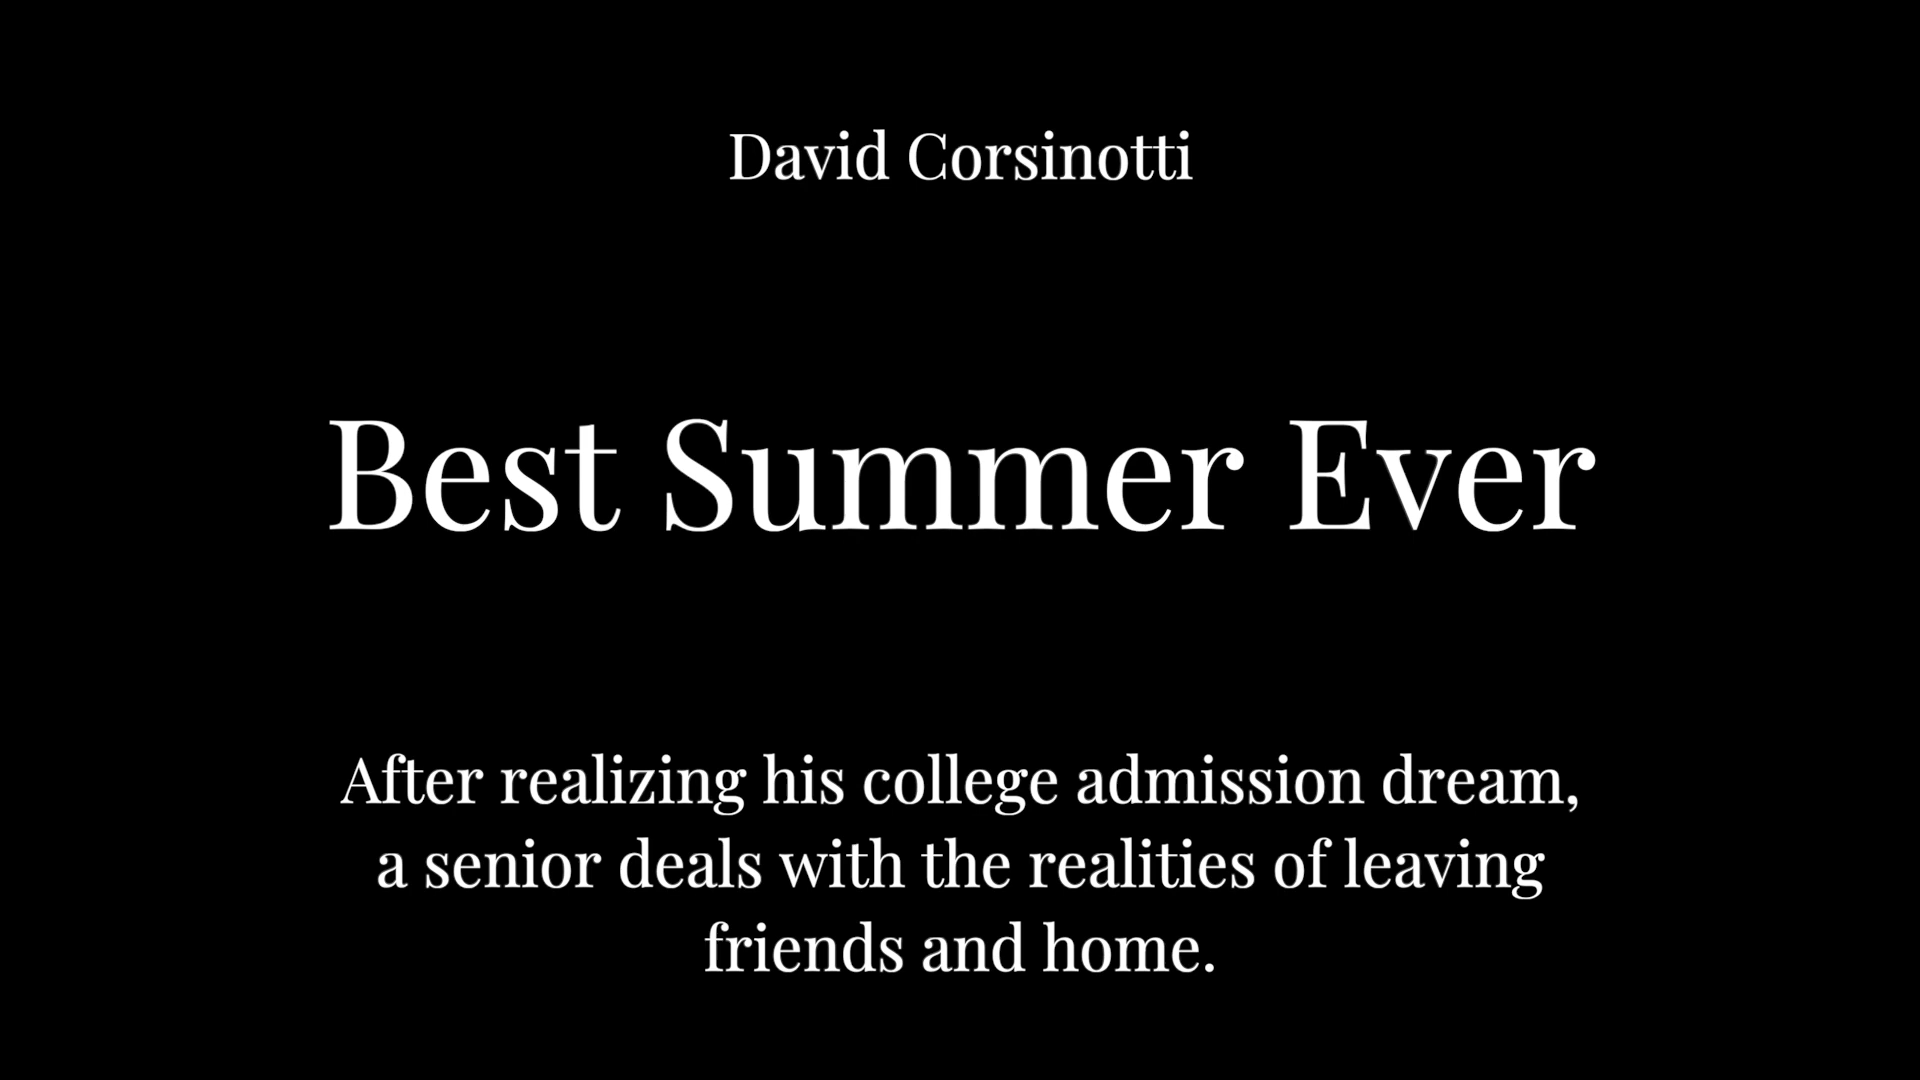 David Corsinotti
Best Summer Ever
After realizing his college admission dream,
a senior deals with the realities of leaving
friends and home.